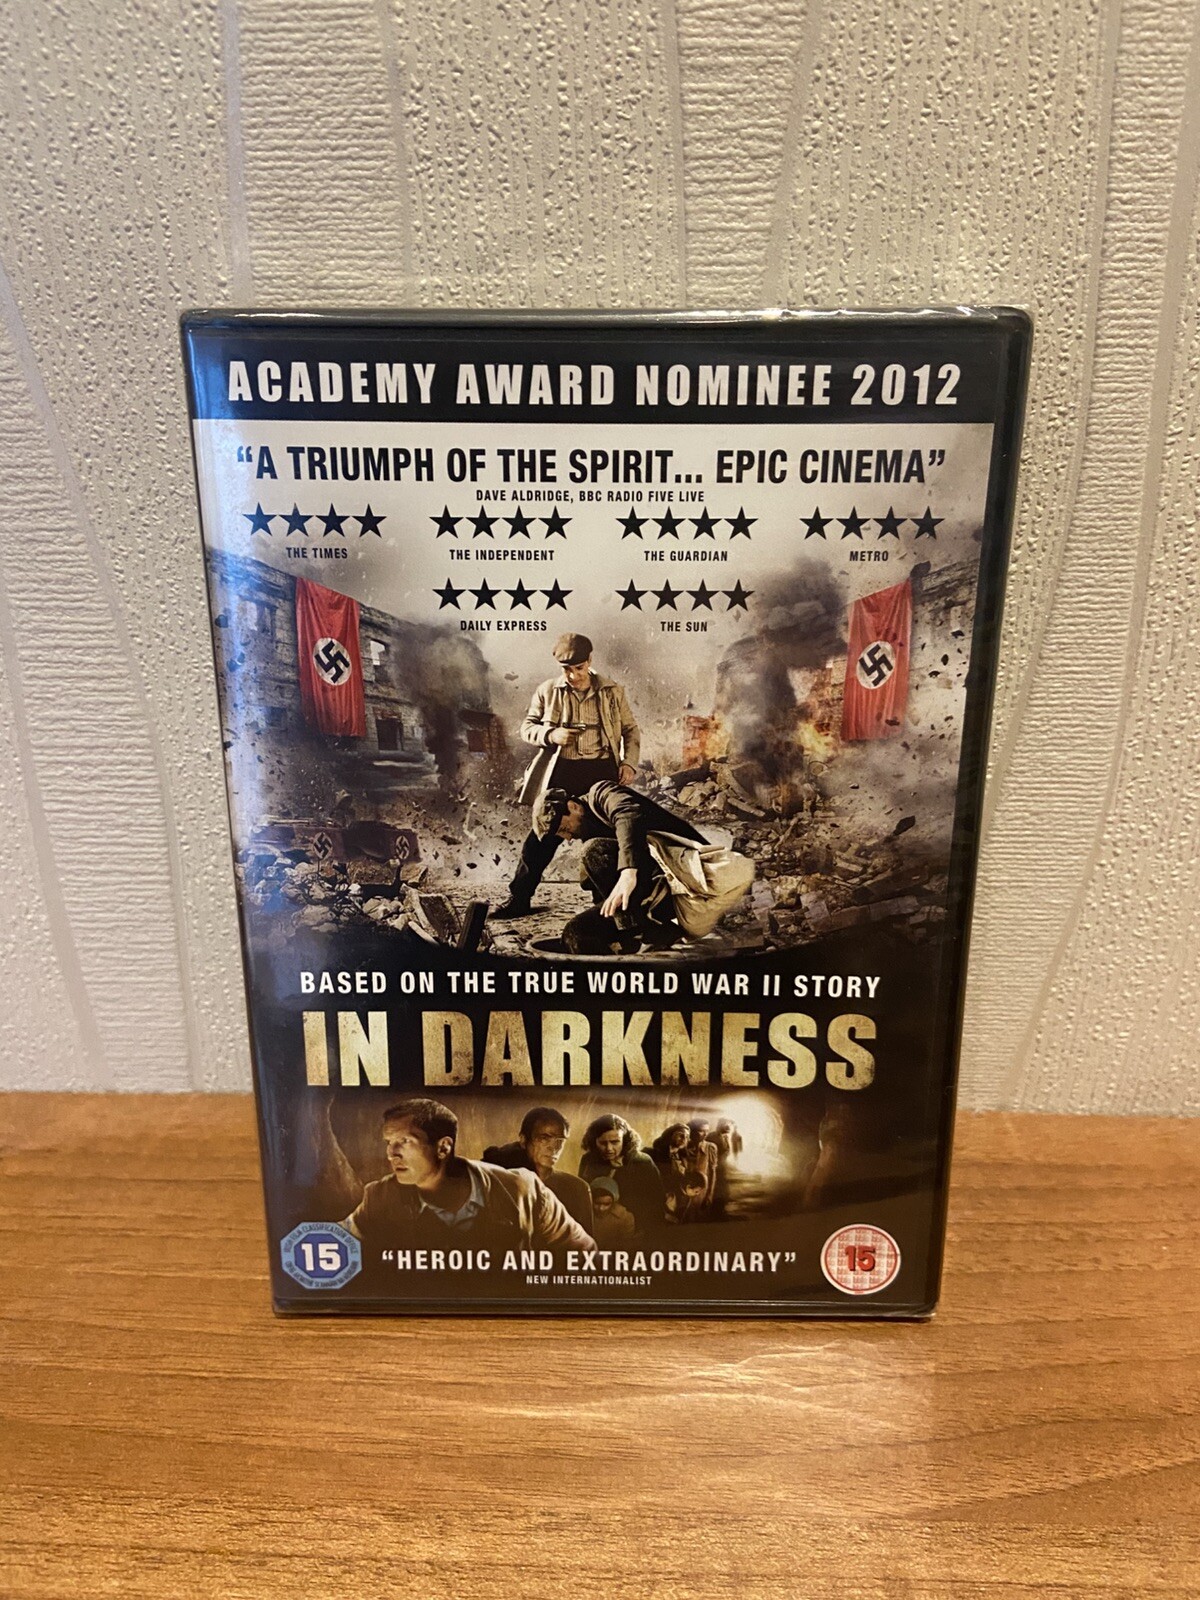 ACADEMY AWARD NOMINEE 2012
“A TRIUMPH OF THE SPIRIT... EPIC CINEMA”
DAVE ALDRIDGE, BBC RADIO FIVE LIVE
THE TIMES
THE INDEPENDENT
THE GUARDIAN
METRO
DAILY EXPRESS
THE SUN
BASED ON THE TRUE WORLD WAR II STORY
IN DARKNESS
15
“HEROIC AND EXTRAORDINARY”
NEW INTERNATIONALIST
15